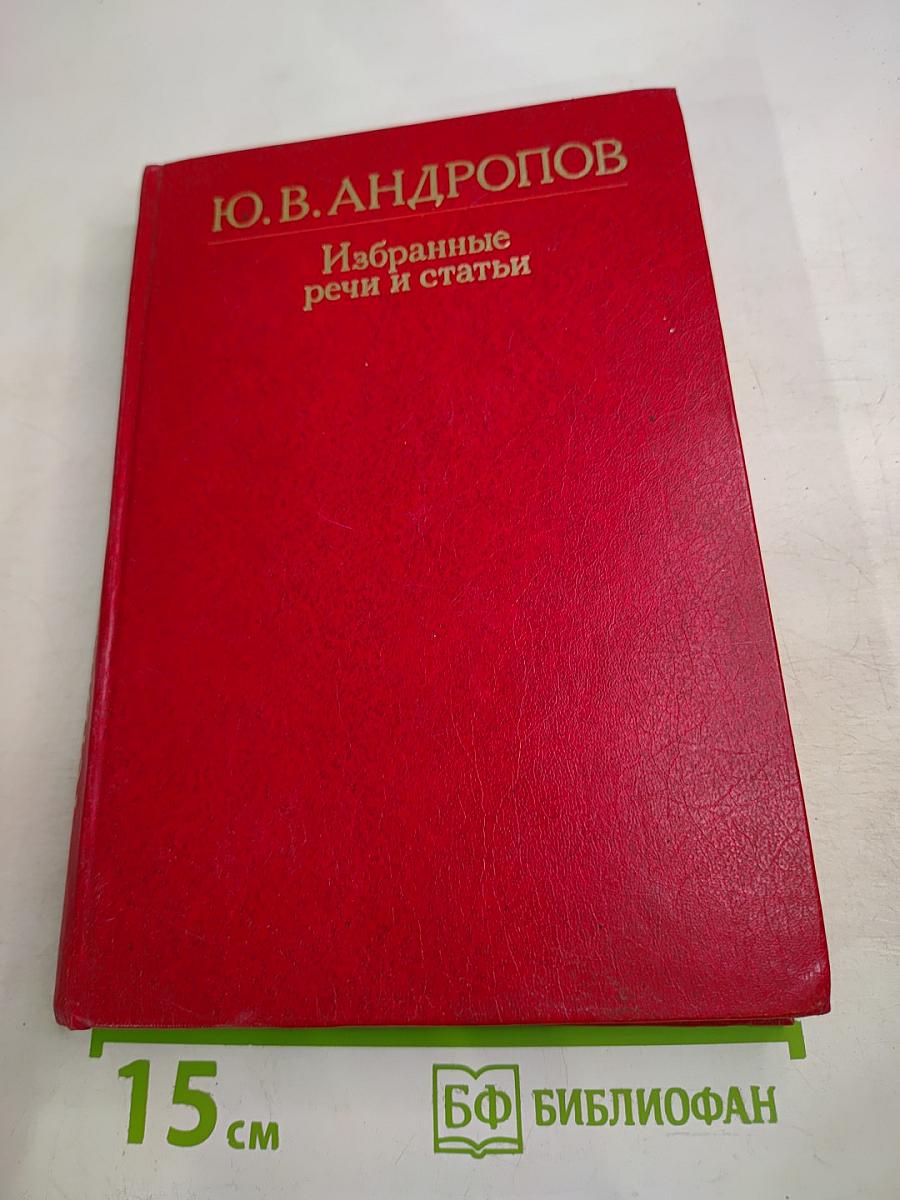 Ю. В. АНДРОПОВ
Избранные
речи и статьи
15 см
БФ БИБЛИОФАН